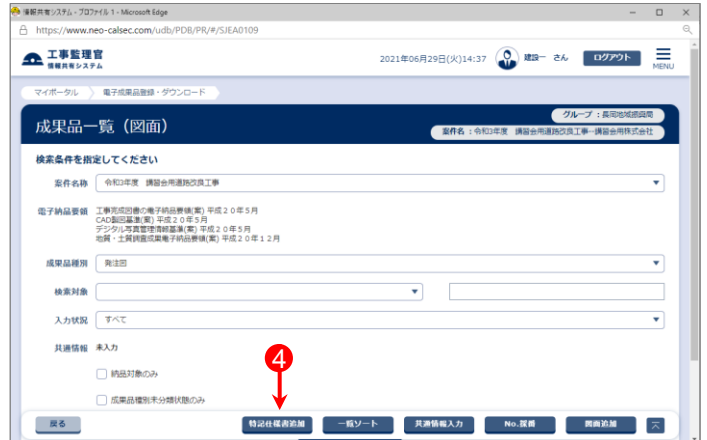 情報共有システム - プロファイル 1 - Microsoft Edge
https://www.neo-calsec.com/udb/PDB/PR/#/SJEA0109
工事監理官
情報共有システム
2021年06月29日(火)14:37
建設一 さん
ログアウト
MENU
マイポータル
電子成果品登録・ダウンロード
成果品一覧（図面）
グループ：長岡地域振興局
案件名：令和3年度 講習会用道路改良工事--講習会用株式会社
検索条件を指定してください
案件名称
令和3年度 講習会用道路改良工事
電子納品要領
工事完成図書の電子納品要領(案) 平成２０年５月
CAD製図基準(案) 平成２０年５月
デジタル写真管理情報基準(案) 平成２０年５月
地質・土質調査成果電子納品要領(案) 平成２０年１２月
成果品種別
発注図
検索対象
入力状況
すべて
共通情報
未入力
4
納品対象のみ
成果品種別未分類状態のみ
戻る
特記仕様書追加
一覧ソート
共通情報入力
No.採番
図面追加